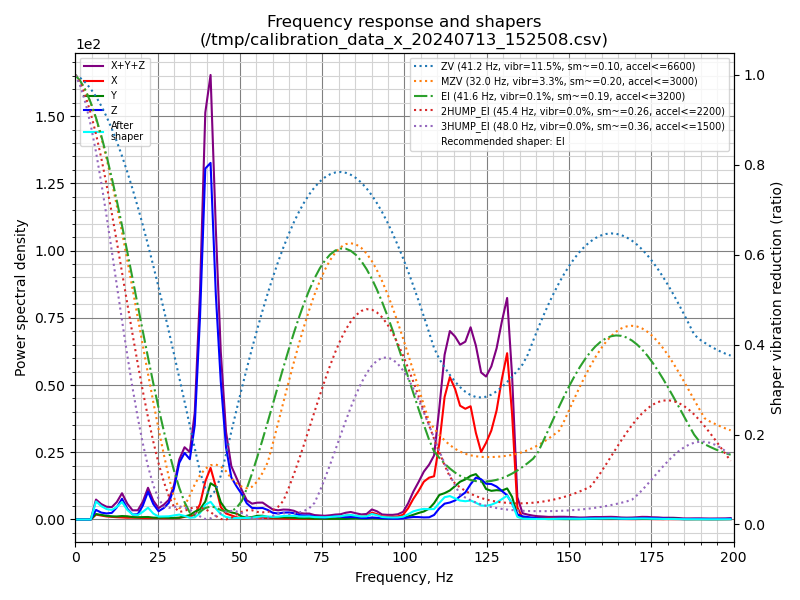 Frequency response and shapers
(/tmp/calibration_data_x_20240713_152508.csv)
1e2
X+Y+Z
X
Y
Z
After
shaper
ZV (41.2 Hz, vibr=11.5%, sm~=0.10, accel<=6600)
MZV (32.0 Hz, vibr=3.3%, sm~=0.20, accel<=3000)
EI (41.6 Hz, vibr=0.1%, sm~=0.19, accel<=3200)
2HUMP_EI (45.4 Hz, vibr=0.0%, sm~=0.26, accel<=2200)
3HUMP_EI (48.0 Hz, vibr=0.0%, sm~=0.36, accel<=1500)
Recommended shaper: EI
Power spectral density
1.50
1.25
1.00
0.75
0.50
0.25
0.00
1.0
0.8
0.6
0.4
0.2
0.0
Shaper vibration reduction (ratio)
0
25
50
75
100
125
150
175
200
Frequency, Hz